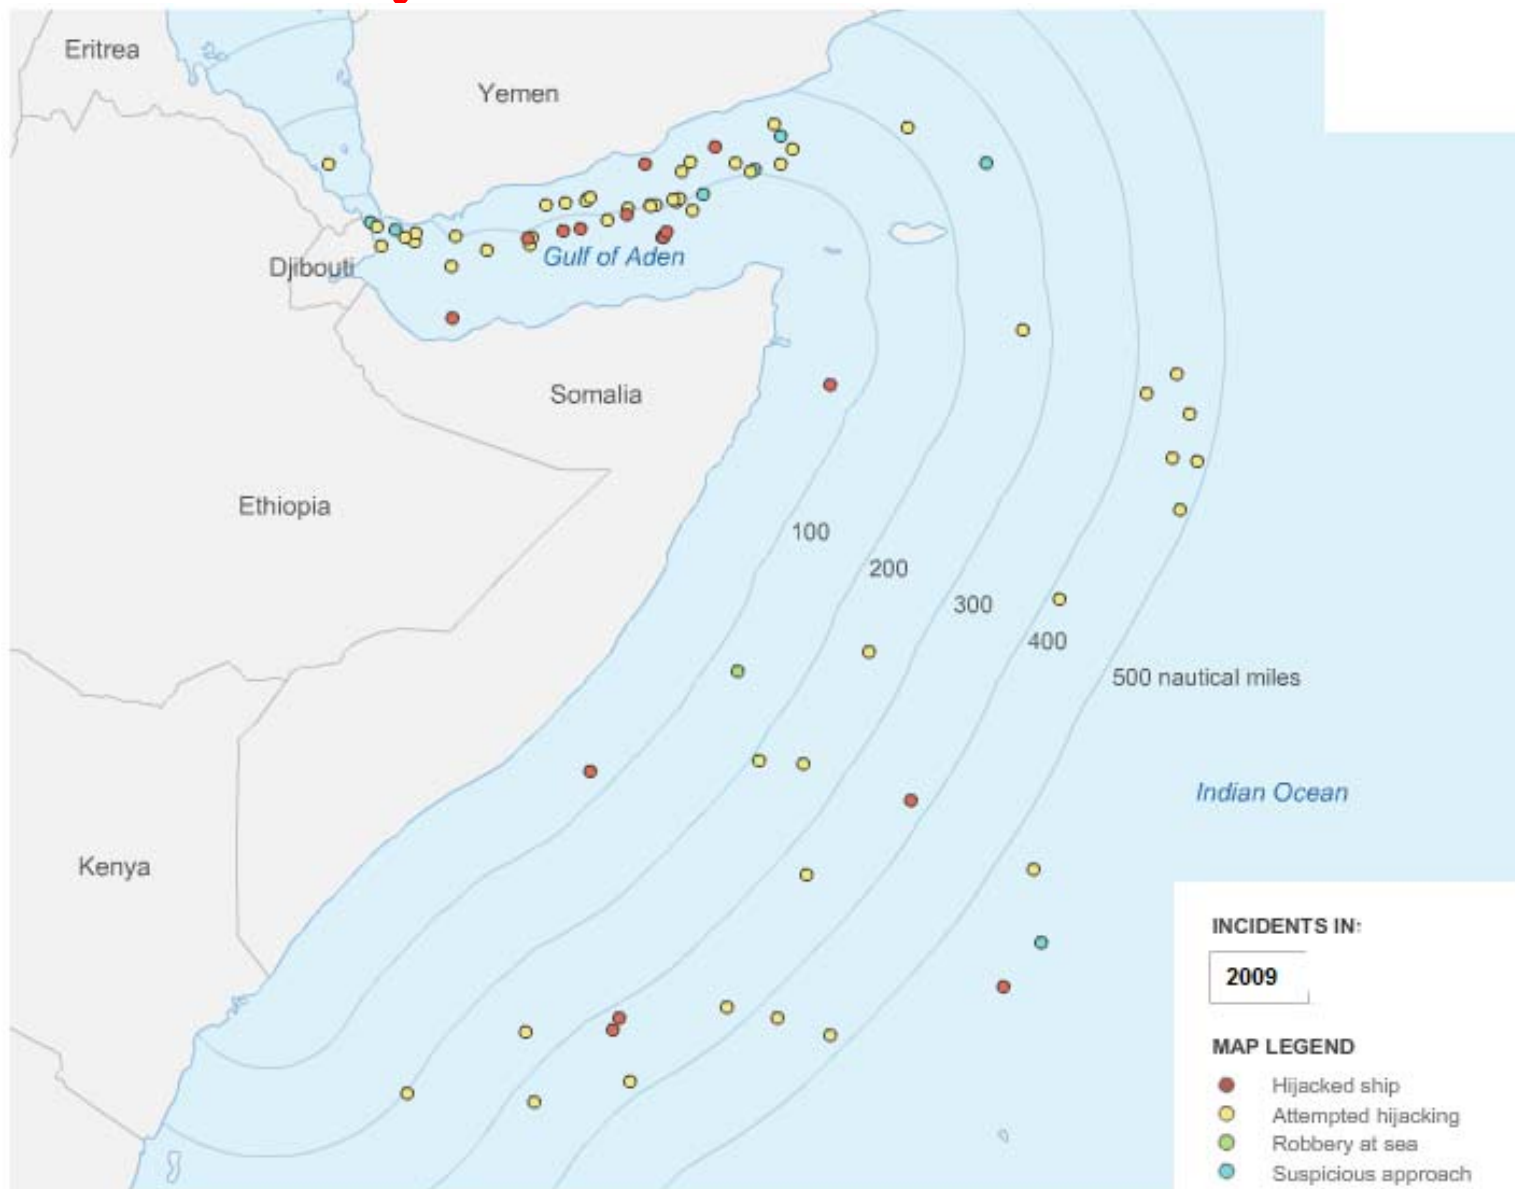 Eritrea
Yemen
Gulf of Aden
Djibouti
Somalia
Ethiopia
100
200
300
400
500 nautical miles
Indian Ocean
Kenya
INCIDENTS IN:
2009
MAP LEGEND
Hijacked ship
Attempted hijacking
Robbery at sea
Suspicious approach